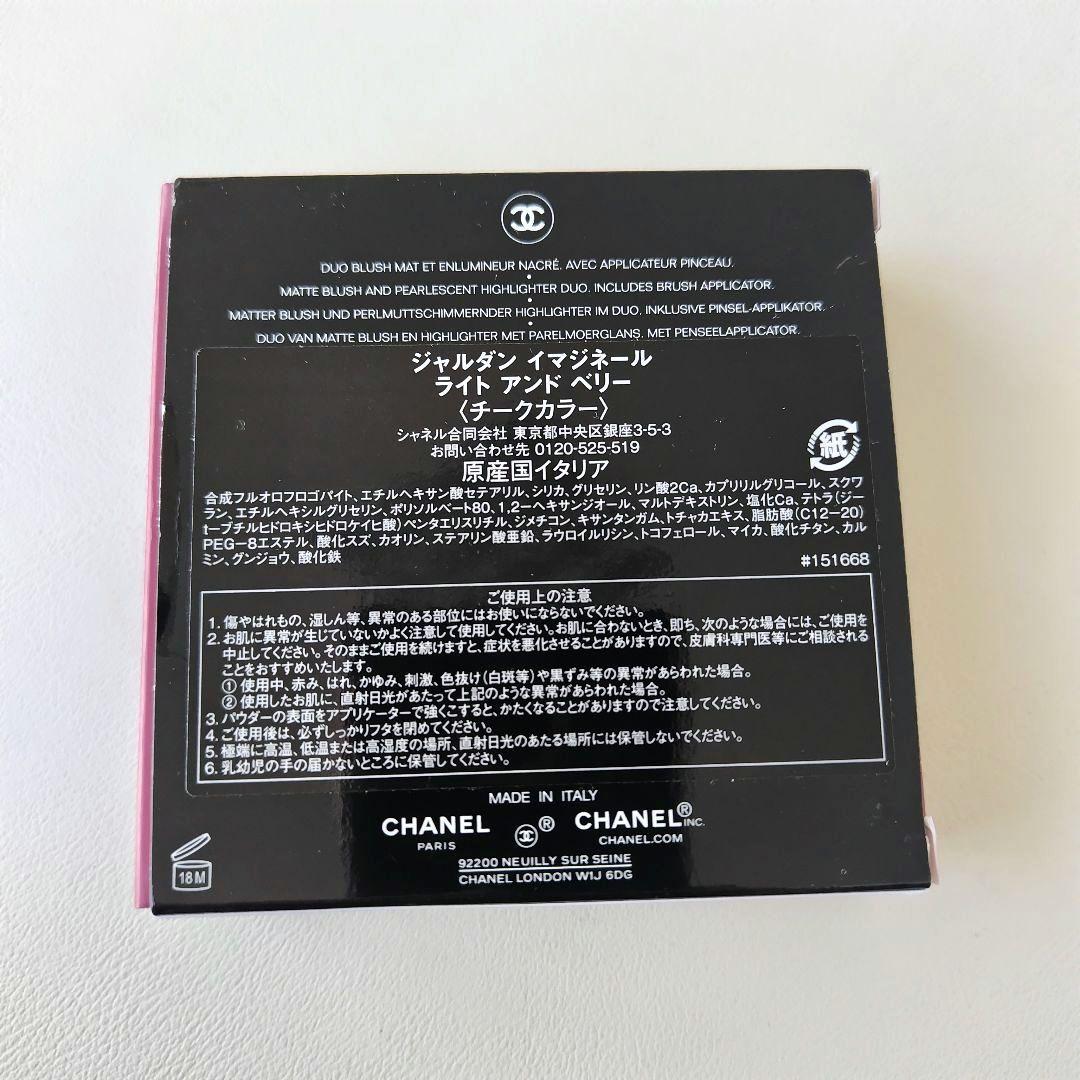 DUO BLUSH MAT ET ENLUMINEUR NACRÉ. AVEC APPLICATEUR PINCEAU.
MATTE BLUSH AND PEARLESCENT HIGHLIGHTER DUO. INCLUDES BRUSH APPLICATOR.
MATTER BLUSH UND PERLMUTTSCHIMMERNDER HIGHLIGHTER IM DUO. INKLUSIVE PINSEL-APPLIKATOR.
DUO VAN MATTE BLUSH EN HIGHLIGHTER MET PARELMOERGLANS. MET PENSEELAPPLICATOR.
ジャルダン イマジネール
ライト アンド ベリー
〈チークカラー〉
シャネル合同会社 東京都中央区銀座3-5-3
お問い合わせ先 0120-525-519
原産国イタリア
紙
合成フルオロフロゴパイト、エチルヘキサン酸セテアリル、シリカ、グリセリン、リン酸2Ca、カプリリルグリコール、スクワ
ラン、エチルヘキシルグリセリン、ポリソルベート80、1,2-ヘキサンジオール、マルトデキストリン、塩化Ca、テトラ(ジー
t-ブチルヒドロキシヒドロケイヒ酸)ペンタエリスリチル、ジメチコン、キサンタンガム、トチャカエキス、脂肪酸(C12-20)
PEG-8エステル、酸化スズ、カオリン、ステアリン酸亜鉛、ラウロイルリシン、トコフェロール、マイカ、酸化チタン、カル
ミン、グンジョウ、酸化鉄
#151668
ご使用上の注意
1. 傷やはれもの、湿しん等、異常のある部位にはお使いにならないでください。
2. お肌に異常が生じていないかよく注意して使用してください。お肌に合わないとき、即ち、次のような場合には、ご使用を
中止してください。そのままご使用を続けますと、症状を悪化させることがありますので、皮膚科専門医等にご相談される
ことをおすすめいたします。
① 使用中、赤み、はれ、かゆみ、刺激、色抜け(白斑等)や黒ずみ等の異常があらわれた場合。
② 使用したお肌に、直射日光があたって上記のような異常があらわれた場合。
3. パウダーの表面をアプリケーターで強くこすると、かたくなることがありますので注意してください。
4. ご使用後は、必ずしっかりフタを閉めてください。
5. 極端に高温、低温または高湿度の場所、直射日光のあたる場所には保管しないでください。
6. 乳幼児の手の届かないところに保管してください。
MADE IN ITALY
CHANEL ® CHANEL® INC.
PARIS CHANEL.COM
92200 NEUILLY SUR SEINE
CHANEL LONDON W1J 6DG
18M